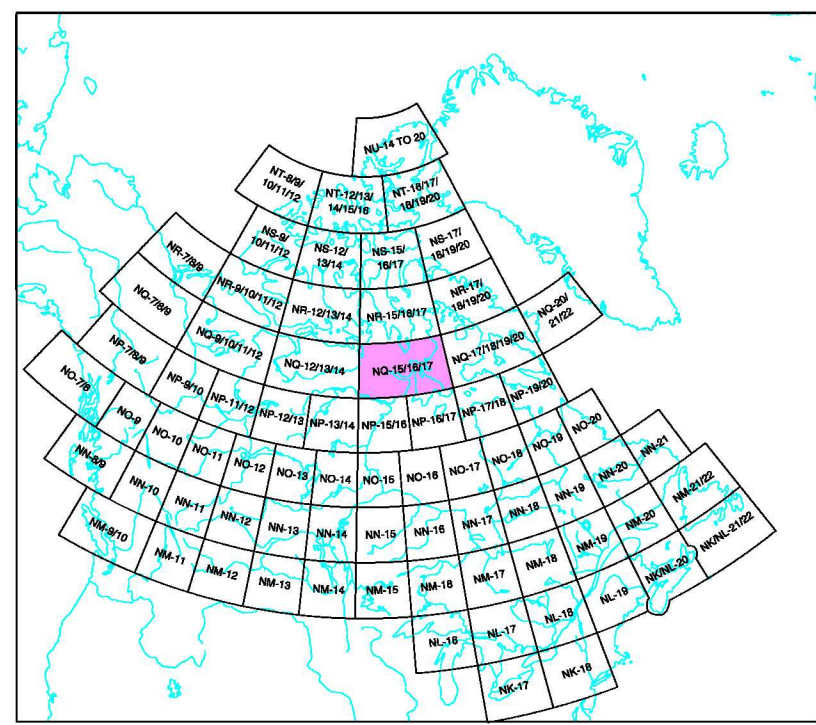 NU-14 TO 20
NT-8/9/
10/11/12
NT-12/13/
14/15/16
NT-16/17/
18/19/20
NS-9/
10/11/12
NS-12/
13/14
NS-15/
16/17
NS-17/
18/19/20
NR-7/8/9
NR-9/10/11/12
NR-12/13/14
NR-15/16/17
NR-17/
18/19/20
NQ-7/8/9
NQ-9/10/11/12
NQ-12/13/14
NQ-15/16/17
NQ-17/18/19/20
NQ-20/
21/22
NP-7/8/9
NP-9/10
NP-11/12
NP-12/13
NP-13/14
NP-15/16
NP-16/17
NP-17/18
NP-19/20
NO-7/8
NO-9
NO-10
NO-11
NO-12
NO-13
NO-14
NO-15
NO-16
NO-17
NO-18
NO-19
NO-20
NN-8/9
NN-10
NN-11
NN-12
NN-13
NN-14
NN-15
NN-16
NN-17
NN-18
NN-19
NN-20
NN-21
NM-9/10
NM-11
NM-12
NM-13
NM-14
NM-15
NM-16
NM-17
NM-18
NM-19
NM-20
NM-21/22
NL-16
NL-17
NL-18
NL-19
NK/NL-20
NK/NL-21/22
NK-17
NK-18